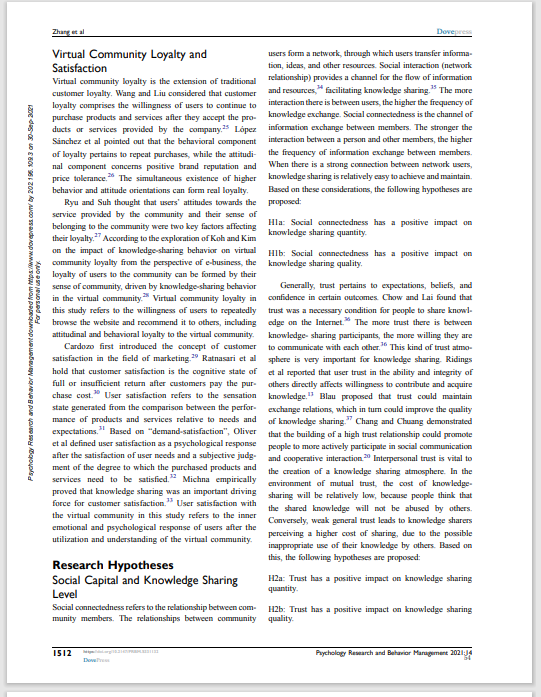 Zhang et al
Dovepress
Virtual Community Loyalty and
Satisfaction
Virtual community loyalty is the extension of traditional
customer loyalty. Wang and Liu considered that customer
loyalty comprises the willingness of users to continue to
purchase products and services after they accept the pro-
ducts or services provided by the company.25 López
Sánchez et al pointed out that the behavioral component
of loyalty pertains to repeat purchases, while the attitudi-
nal component concerns positive brand reputation and
price tolerance.26 The simultaneous existence of higher
behavior and attitude orientations can form real loyalty.
Ryu and Suh thought that users' attitudes towards the
service provided by the community and their sense of
belonging to the community were two key factors affecting
their loyalty.27 According to the exploration of Koh and Kim
on the impact of knowledge-sharing behavior on virtual
community loyalty from the perspective of e-business, the
loyalty of users to the community can be formed by their
sense of community, driven by knowledge-sharing behavior
in the virtual community.28 Virtual community loyalty in
this study refers to the willingness of users to repeatedly
browse the website and recommend it to others, including
attitudinal and behavioral loyalty to the virtual community.
Cardozo first introduced the concept of customer
satisfaction in the field of marketing.29 Ratnasari et al
hold that customer satisfaction is the cognitive state of
full or insufficient return after customers pay the pur-
chase cost.30 User satisfaction refers to the sensation
state generated from the comparison between the perfor-
mance of products and services relative to needs and
expectations.31 Based on "demand-satisfaction", Oliver
et al defined user satisfaction as a psychological response
after the satisfaction of user needs and a subjective judg-
ment of the degree to which the purchased products and
services need to be satisfied.32 Michna empirically
proved that knowledge sharing was an important driving
force for customer satisfaction.33 User satisfaction with
the virtual community in this study refers to the inner
emotional and psychological response of users after the
utilization and understanding of the virtual community.
Research Hypotheses
Social Capital and Knowledge Sharing
Level
Social connectedness refers to the relationship between com-
munity members. The relationships between community
users form a network, through which users transfer informa-
tion, ideas, and other resources. Social interaction (network
relationship) provides a channel for the flow of information
and resources,34 facilitating knowledge sharing.35 The more
interaction there is between users, the higher the frequency of
knowledge exchange. Social connectedness is the channel of
information exchange between members. The stronger the
interaction between a person and other members, the higher
the frequency of information exchange between members.
When there is a strong connection between network users,
knowledge sharing is relatively easy to achieve and maintain.
Based on these considerations, the following hypotheses are
proposed:
H1a: Social connectedness has a positive impact on
knowledge sharing quantity.
H1b: Social connectedness has a positive impact on
knowledge sharing quality.
Generally, trust pertains to expectations, beliefs, and
confidence in certain outcomes. Chow and Lai found that
trust was a necessary condition for people to share knowl-
edge on the Internet.36 The more trust there is between
knowledge- sharing participants, the more willing they are
to communicate with each other.36 This kind of trust atmo-
sphere is very important for knowledge sharing. Ridings
et al reported that user trust in the ability and integrity of
others directly affects willingness to contribute and acquire
knowledge.13 Blau proposed that trust could maintain
exchange relations, which in turn could improve the quality
of knowledge sharing.37 Chang and Chuang demonstrated
that the building of a high trust relationship could promote
people to more actively participate in social communication
and cooperative interaction.20 Interpersonal trust is vital to
the creation of a knowledge sharing atmosphere. In the
environment of mutual trust, the cost of knowledge-
sharing will be relatively low, because people think that
the shared knowledge will not be abused by others.
Conversely, weak general trust leads to knowledge sharers
perceiving a higher cost of sharing, due to the possible
inappropriate use of their knowledge by others. Based on
this, the following hypotheses are proposed:
H2a: Trust has a positive impact on knowledge sharing
quantity.
H2b: Trust has a positive impact on knowledge sharing
quality.
Psychology Research and Behavior Management downloaded from https://www.dovepress.com/ by 202.196.109.3 on 30-Sep-2021
For personal use only.
1512
DovePress
Psychology Research and Behavior Management 2021:14